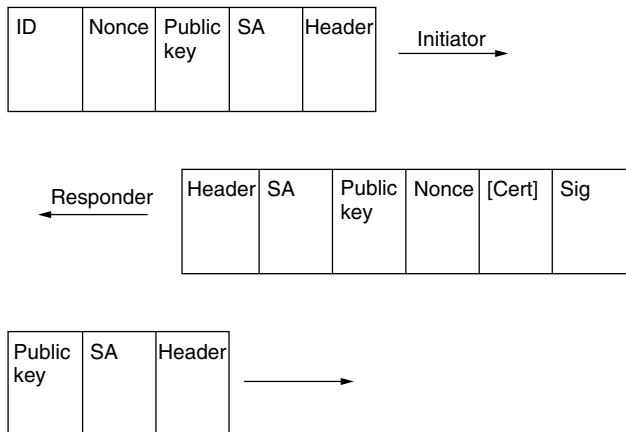 ID Nonce Public key SA Header
Initiator
Responder
Header SA Public key Nonce [Cert] Sig
Public key SA Header